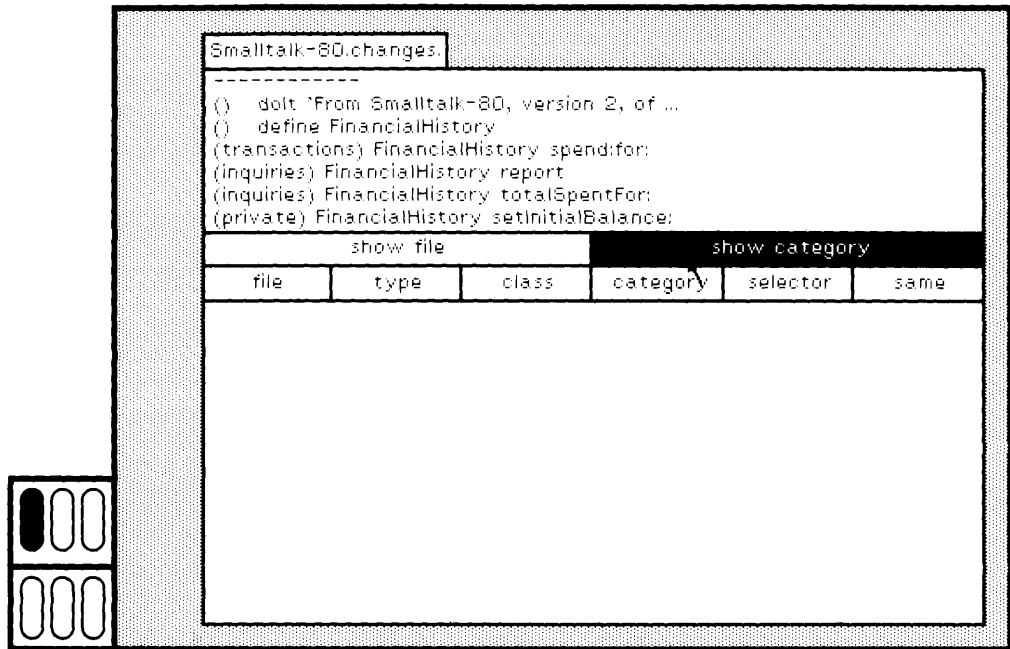 Smalltalk-80.changes.
------------
() doIt 'From Smalltalk-80, version 2, of ...
() define FinancialHistory
(transactions) FinancialHistory spend:for:
(inquiries) FinancialHistory report
(inquiries) FinancialHistory totalSpentFor:
(private) FinancialHistory setInitialBalance:
show file show category
file type class category selector same